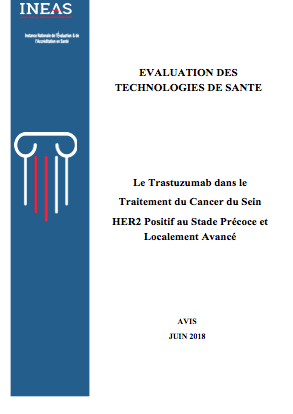 INEAS
Instance Nationale de l'Évaluation & de
l'Accréditation en Santé
EVALUATION DES
TECHNOLOGIES DE SANTE
Le Trastuzumab dans le
Traitement du Cancer du Sein
HER2 Positif au Stade Précoce et
Localement Avancé
AVIS
JUIN 2018